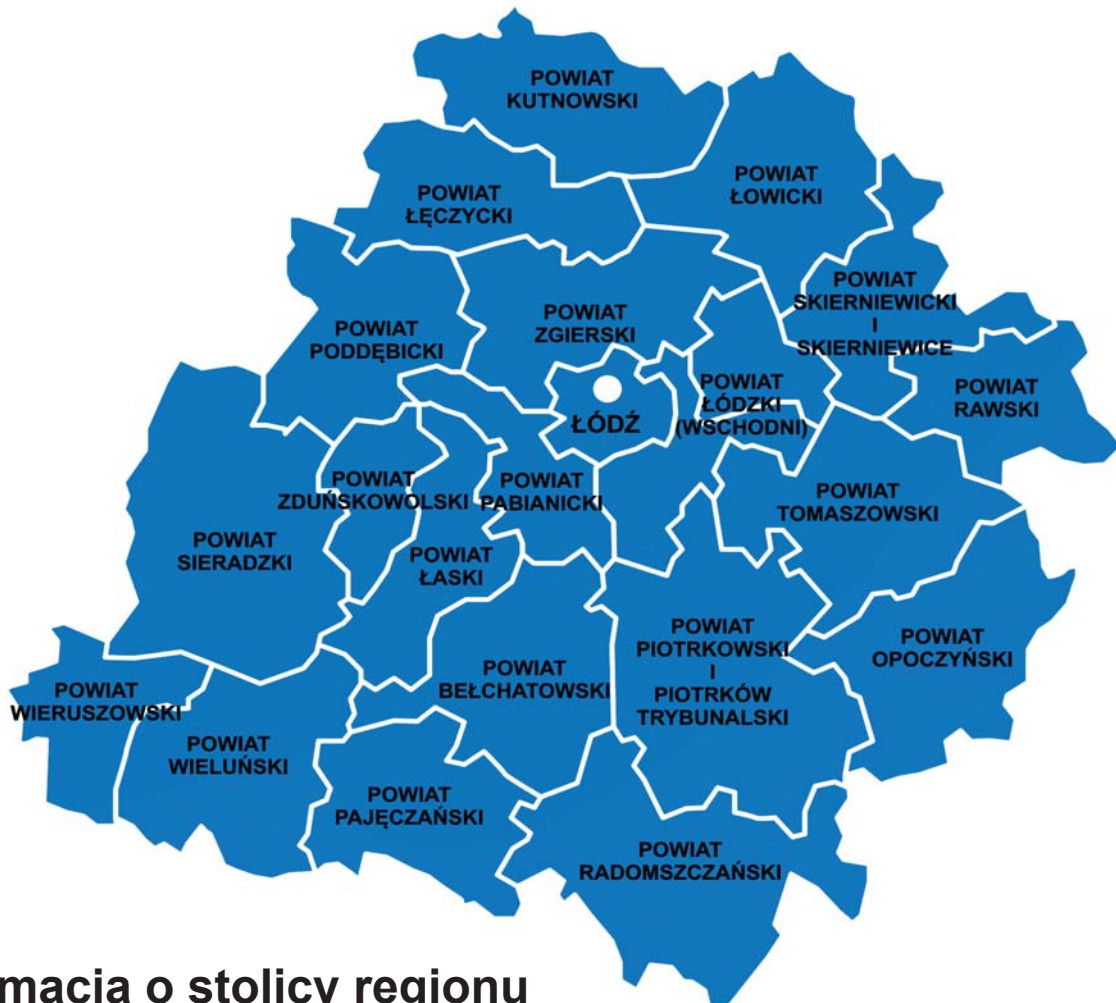 POWIAT
KUTNOWSKI
POWIAT
ŁOWICKI
POWIAT
ŁĘCZYCKI
POWIAT
SKIERNIEWICKI
I
SKIERNIEWICE
POWIAT
ZGIERSKI
POWIAT
PODDĘBICKI
POWIAT
ŁÓDZKI
(WSCHODNI)
POWIAT
RAWSKI
ŁÓDŹ
POWIAT
ZDUŃSKOWOLSKI
POWIAT
PABIANICKI
POWIAT
TOMASZOWSKI
POWIAT
SIERADZKI
POWIAT
ŁASKI
POWIAT
PIOTRKOWSKI
I
PIOTRKÓW
TRYBUNALSKI
POWIAT
OPOCZYŃSKI
POWIAT
BEŁCHATOWSKI
POWIAT
WIERUSZOWSKI
POWIAT
WIELUŃSKI
POWIAT
PAJĘCZAŃSKI
POWIAT
RADOMSZCZAŃSKI
macja o stolicy regionu